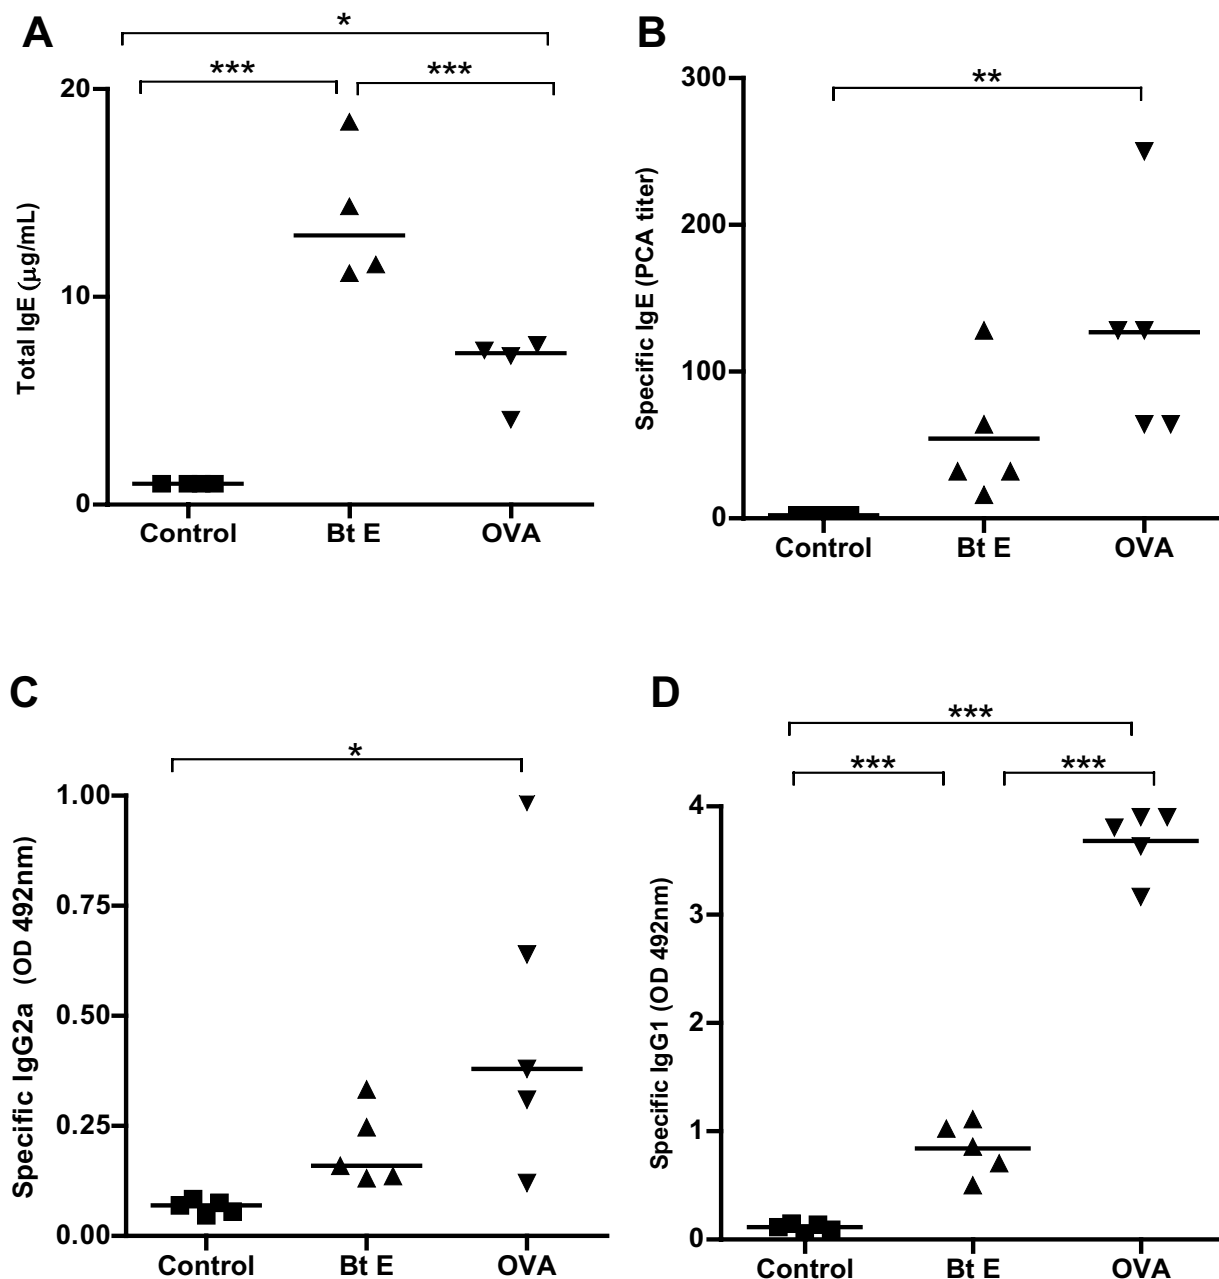 A
*
***
***
20
10
0
Total IgE (μg/mL)
Control
Bt E
OVA
B
**
300
200
100
0
Specific IgE (PCA titer)
Control
Bt E
OVA
C
*
1.00
0.75
0.50
0.25
0.00
Specific IgG2a (OD 492nm)
Control
Bt E
OVA
D
***
***
***
4
3
2
1
0
Specific IgG1 (OD 492nm)
Control
Bt E
OVA